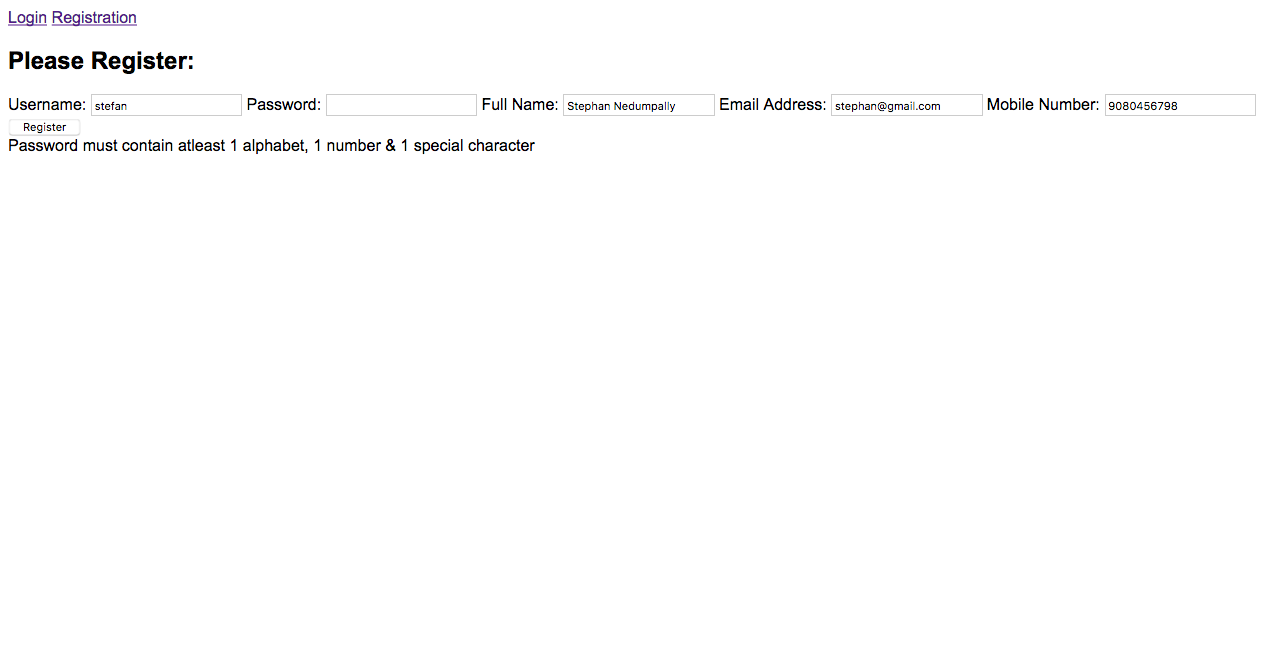 Login Registration
Please Register:
Username: stefan Password: Full Name: Stephan Nedumpally Email Address: stephan@gmail.com Mobile Number: 9080456798
Register
Password must contain atleast 1 alphabet, 1 number & 1 special character